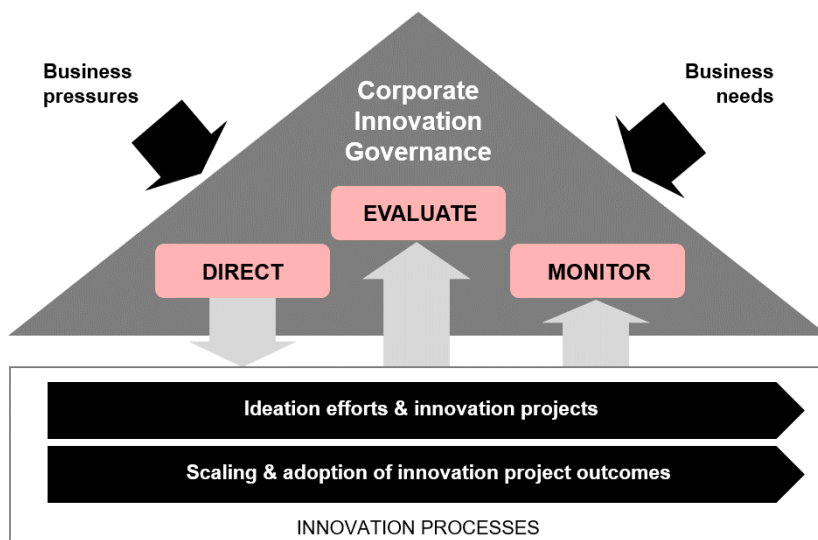 Business
pressures
Business
needs
Corporate
Innovation
Governance
EVALUATE
DIRECT
MONITOR
Ideation efforts & innovation projects
Scaling & adoption of innovation project outcomes
INNOVATION PROCESSES